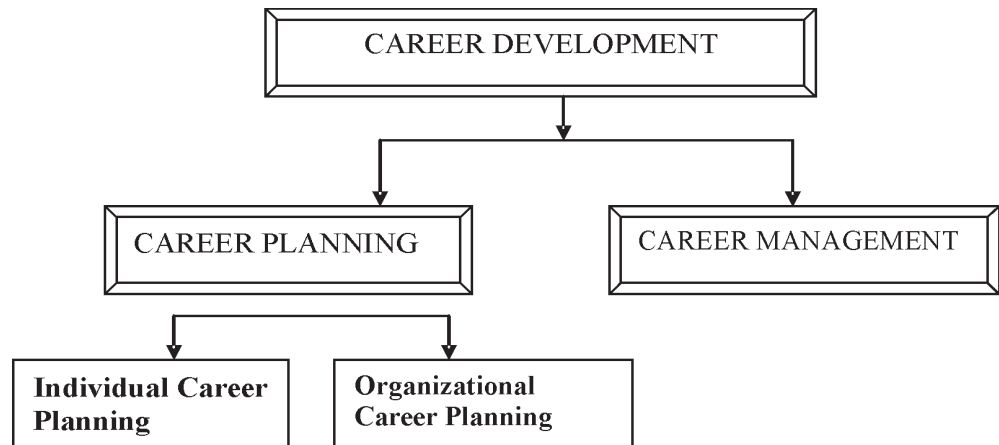 CAREER DEVELOPMENT
CAREER PLANNING
CAREER MANAGEMENT
Individual Career
Planning
Organizational
Career Planning